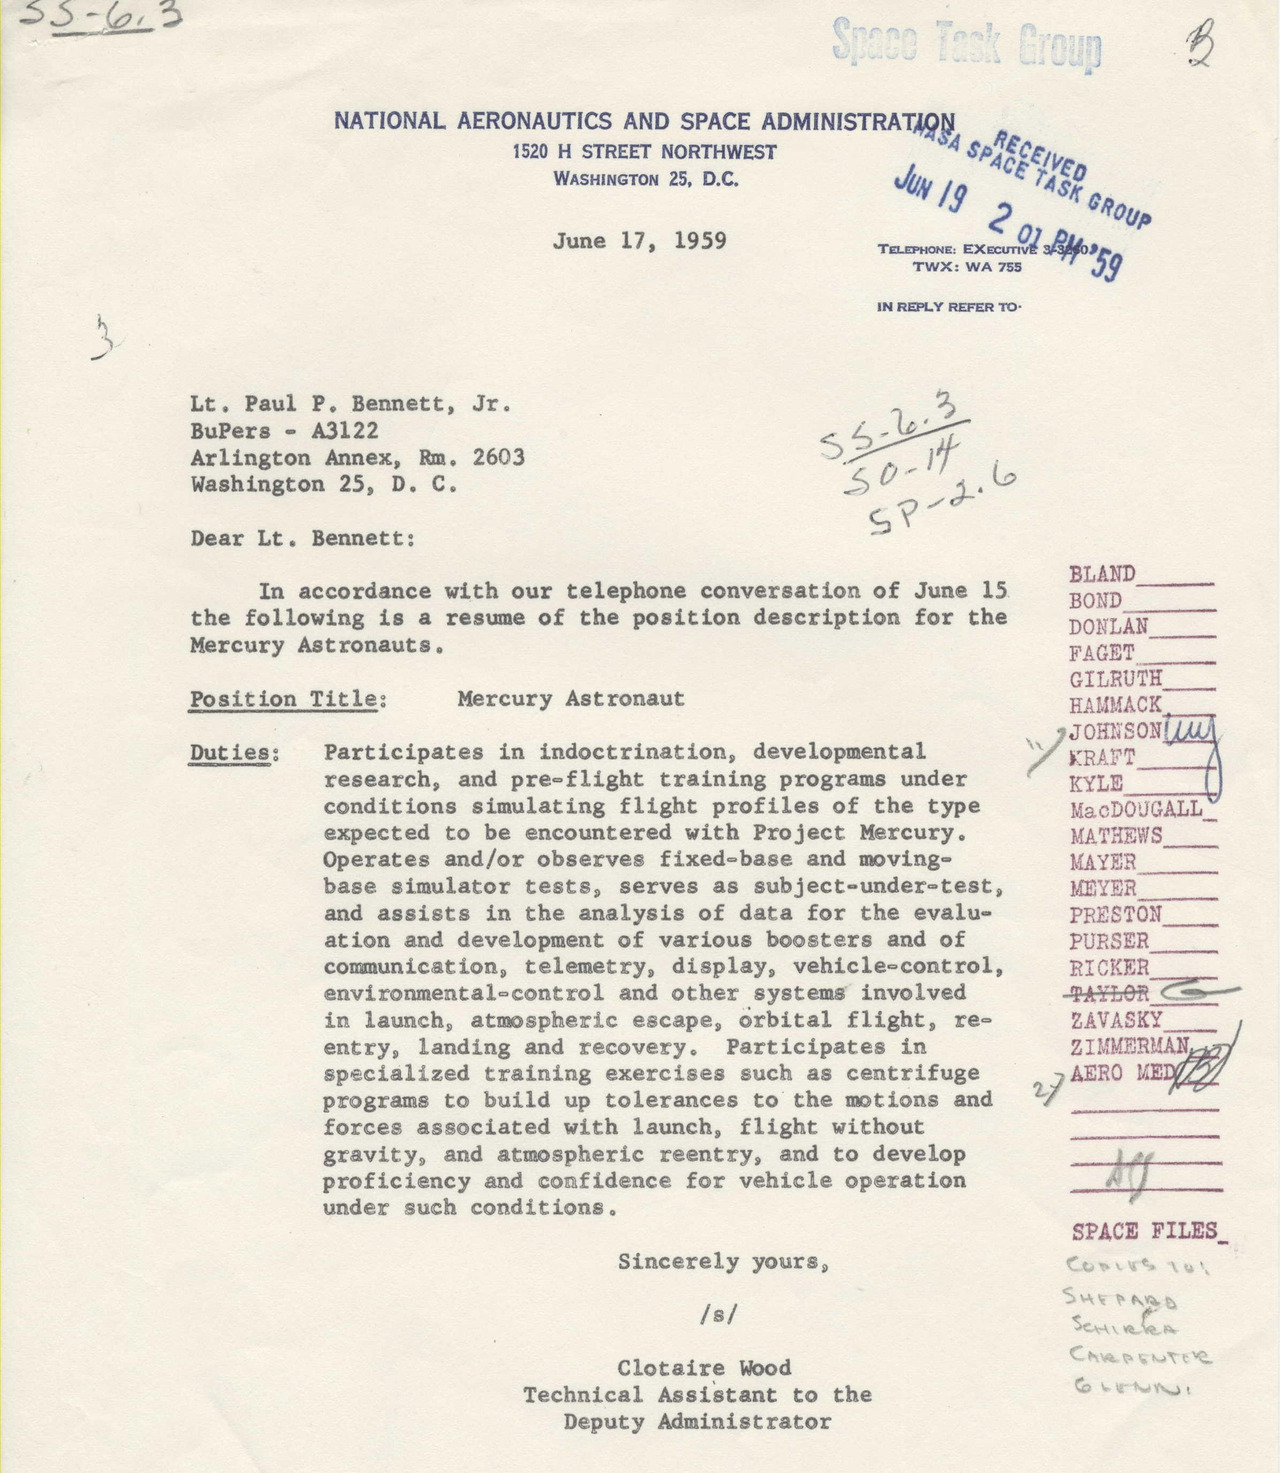 SS-6.3
Space Task Group
B
NATIONAL AERONAUTICS AND SPACE ADMINISTRATION
1520 H STREET NORTHWEST
WASHINGTON 25, D.C.
RECEIVED
NASA SPACE TASK GROUP
JUN 19 2 01 PM '59
June 17, 1959
TELEPHONE: EXECUTIVE 3-3260
TWX: WA 755
IN REPLY REFER TO·
3
Lt. Paul P. Bennett, Jr.
BuPers - A3122
Arlington Annex, Rm. 2603
Washington 25, D. C.
SS-6.3
SO-14
SP-2.6
Dear Lt. Bennett:
In accordance with our telephone conversation of June 15
the following is a resume of the position description for the
Mercury Astronauts.
Position Title: Mercury Astronaut
Duties: Participates in indoctrination, developmental
research, and pre-flight training programs under
conditions simulating flight profiles of the type
expected to be encountered with Project Mercury.
Operates and/or observes fixed-base and moving-
base simulator tests, serves as subject-under-test,
and assists in the analysis of data for the evalu-
ation and development of various boosters and of
communication, telemetry, display, vehicle-control,
environmental-control and other systems involved
in launch, atmospheric escape, orbital flight, re-
entry, landing and recovery. Participates in
specialized training exercises such as centrifuge
programs to build up tolerances to the motions and
forces associated with launch, flight without
gravity, and atmospheric reentry, and to develop
proficiency and confidence for vehicle operation
under such conditions.
Sincerely yours,
/s/
Clotaire Wood
Technical Assistant to the
Deputy Administrator
BLAND
BOND
DONLAN
FAGET
GILRUTH
HAMMACK
JOHNSON
KRAFT
KYLE
MacDOUGALL
MATHEWS
MAYER
MEYER
PRESTON
PURSER
RICKER
TAYLOR
ZAVASKY
ZIMMERMAN
AERO MED
SPACE FILES
COPIES TO:
SHEPARD
SCHIRRA
CARPENTER
GLENN